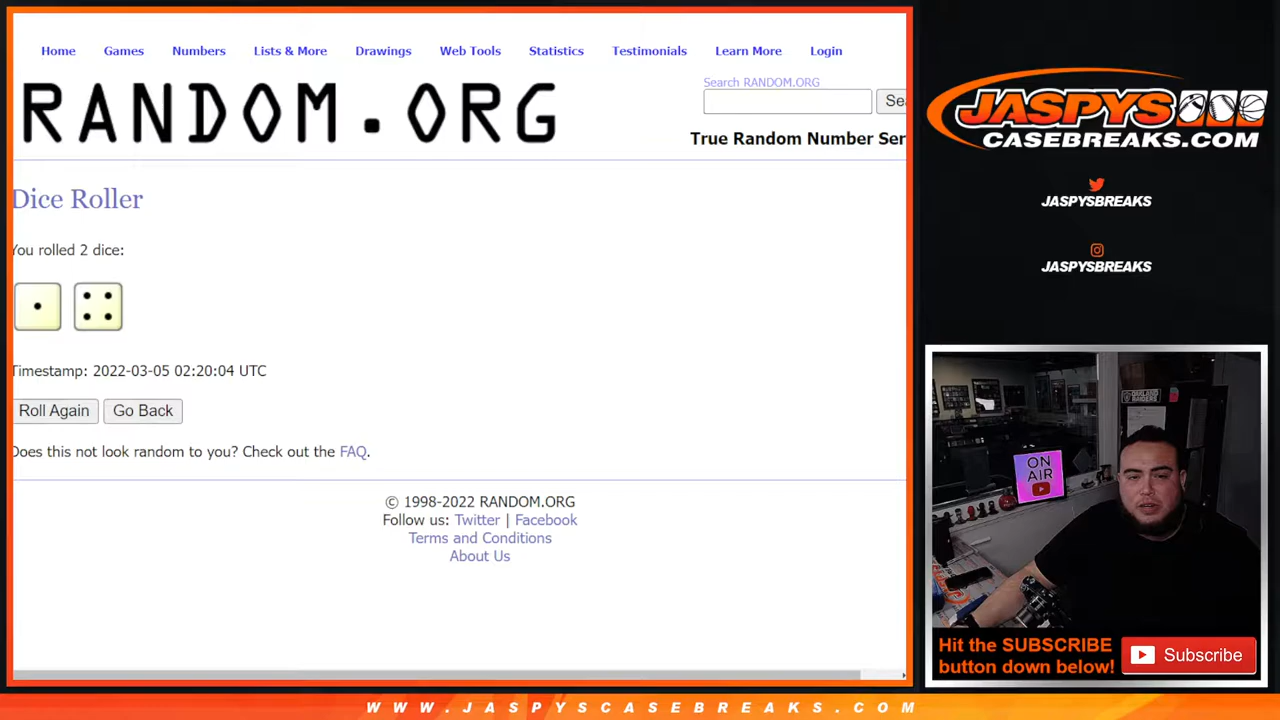 Home Games Numbers Lists & More Drawings Web Tools Statistics Testimonials Learn More Login
RANDOM.ORG
Search RANDOM.ORG
Sea
True Random Number Ser
Dice Roller
You rolled 2 dice:
Timestamp: 2022-03-05 02:20:04 UTC
Roll Again Go Back
Does this not look random to you? Check out the FAQ.
© 1998-2022 RANDOM.ORG
Follow us: Twitter | Facebook
Terms and Conditions
About Us
JASPYS
CASEBREAKS.COM
JASPYSBREAKS
JASPYSBREAKS
OAKLAND
RAIDERS
ON
AIR
Hit the SUBSCRIBE
button down below!
Subscribe
WWW.JASPYSCASEBREAKS.COM